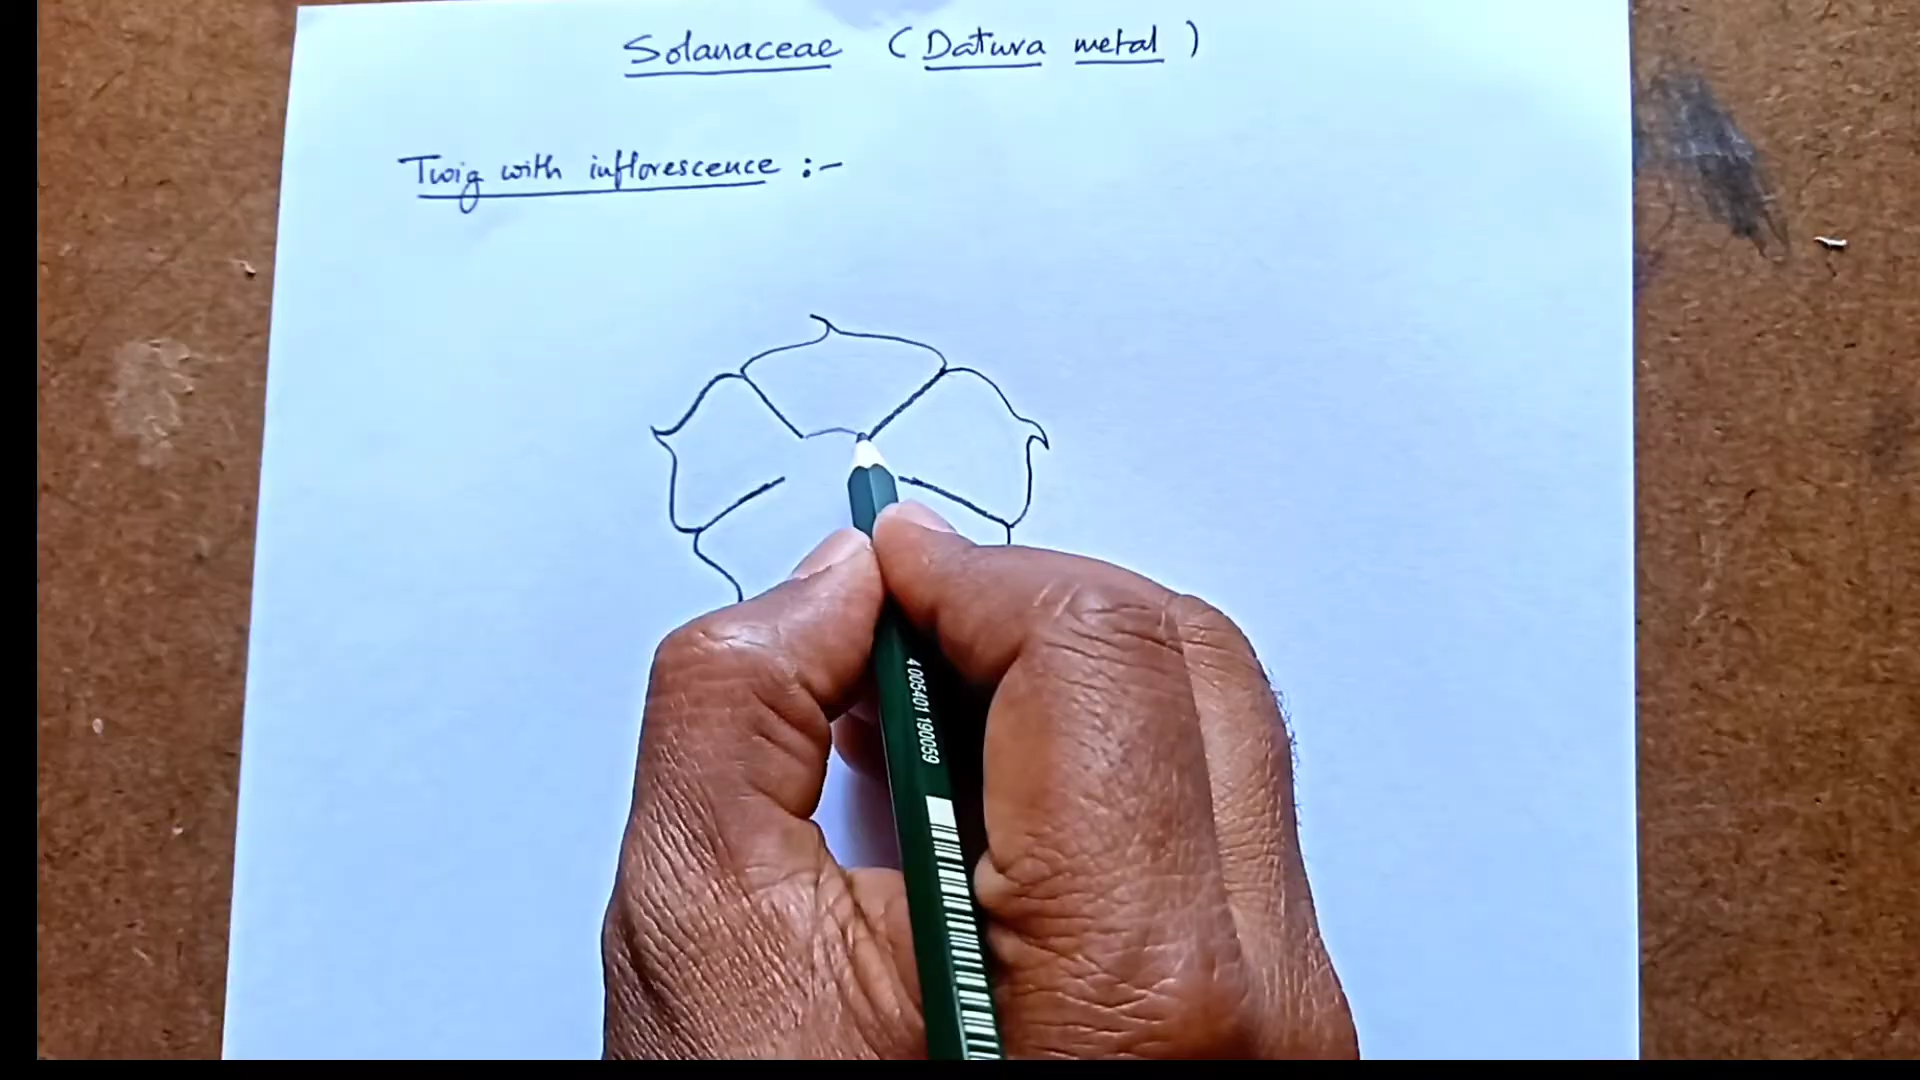 Solanaceae (Datura metal)
Twig with inflorescence :-
4 005401 190059